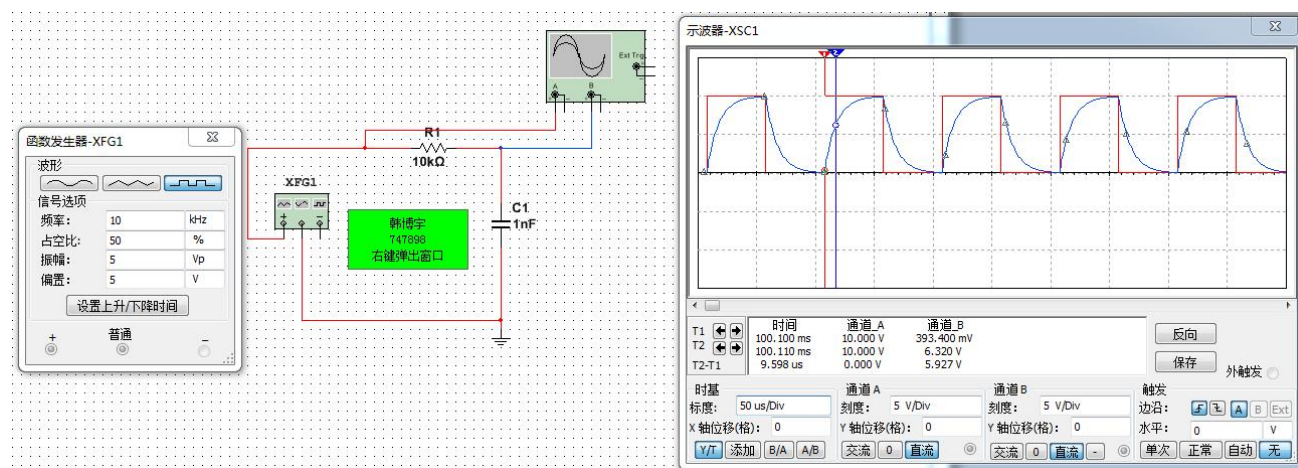 函数发生器-XFG1
波形
信号选项
频率: 10 kHz
占空比: 50 %
振幅: 5 Vp
偏置: 5 V
设置上升/下降时间
+ 普通 -
XFG1
韩博宇
747898
右键弹出窗口
R1
10kΩ
C1
1nF
Ext Trg
A B
示波器-XSC1
1 2
时间 通道_A 通道_B
T1 100.100 ms 10.000 V 393.400 mV
T2 100.110 ms 10.000 V 6.320 V
T2-T1 9.598 us 0.000 V 5.927 V
反向
保存
外触发
时基 通道 A 通道 B 触发
标度: 50 us/Div 刻度: 5 V/Div 刻度: 5 V/Div 边沿: A B Ext
X 轴位移(格): 0 Y 轴位移(格): 0 Y 轴位移(格): 0 水平: 0 V
Y/T 添加 B/A A/B 交流 0 直流 交流 0 直流 - 单次 正常 自动 无